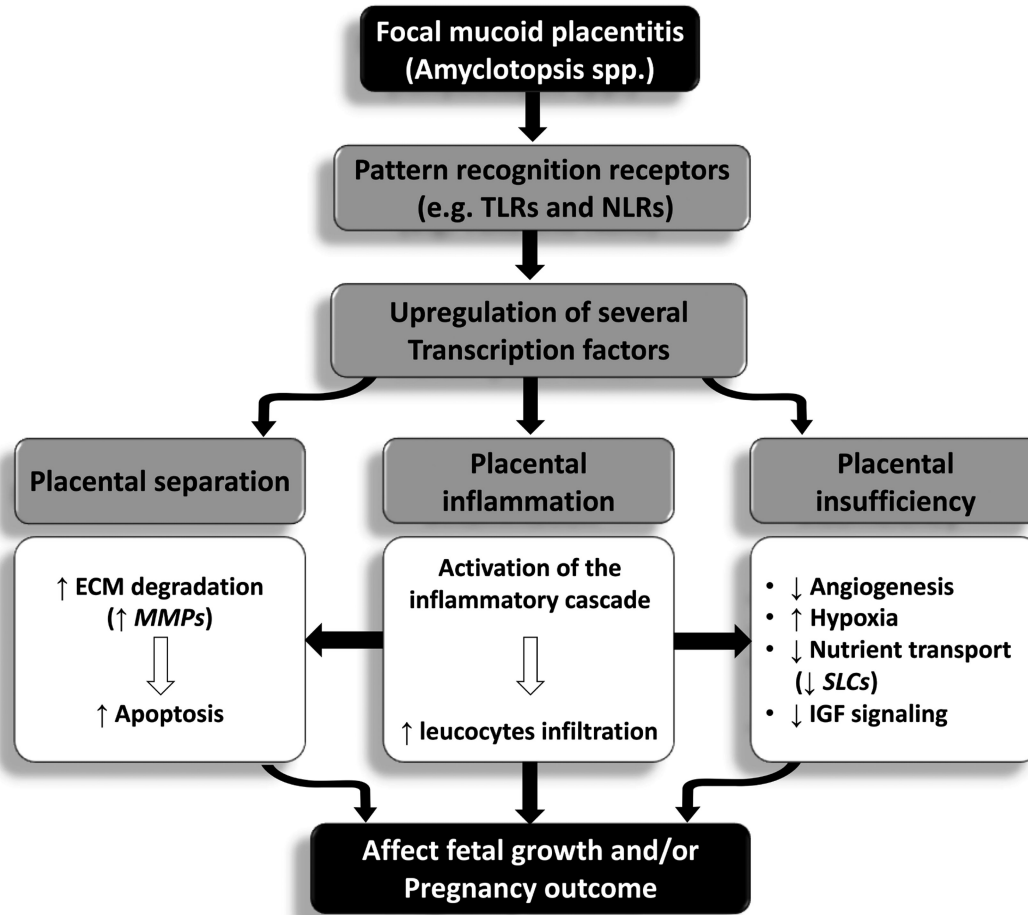 Focal mucoid placentitis
(Amyclotopsis spp.)
Pattern recognition receptors
(e.g. TLRs and NLRs)
Upregulation of several
Transcription factors
Placental separation
Placental
inflammation
Placental
insufficiency
↑ ECM degradation
(↑ MMPs)
↑ Apoptosis
Activation of the
inflammatory cascade
↑ leucocytes infiltration
• ↓ Angiogenesis
• ↑ Hypoxia
• ↓ Nutrient transport
(↓ SLCs)
• ↓ IGF signaling
Affect fetal growth and/or
Pregnancy outcome